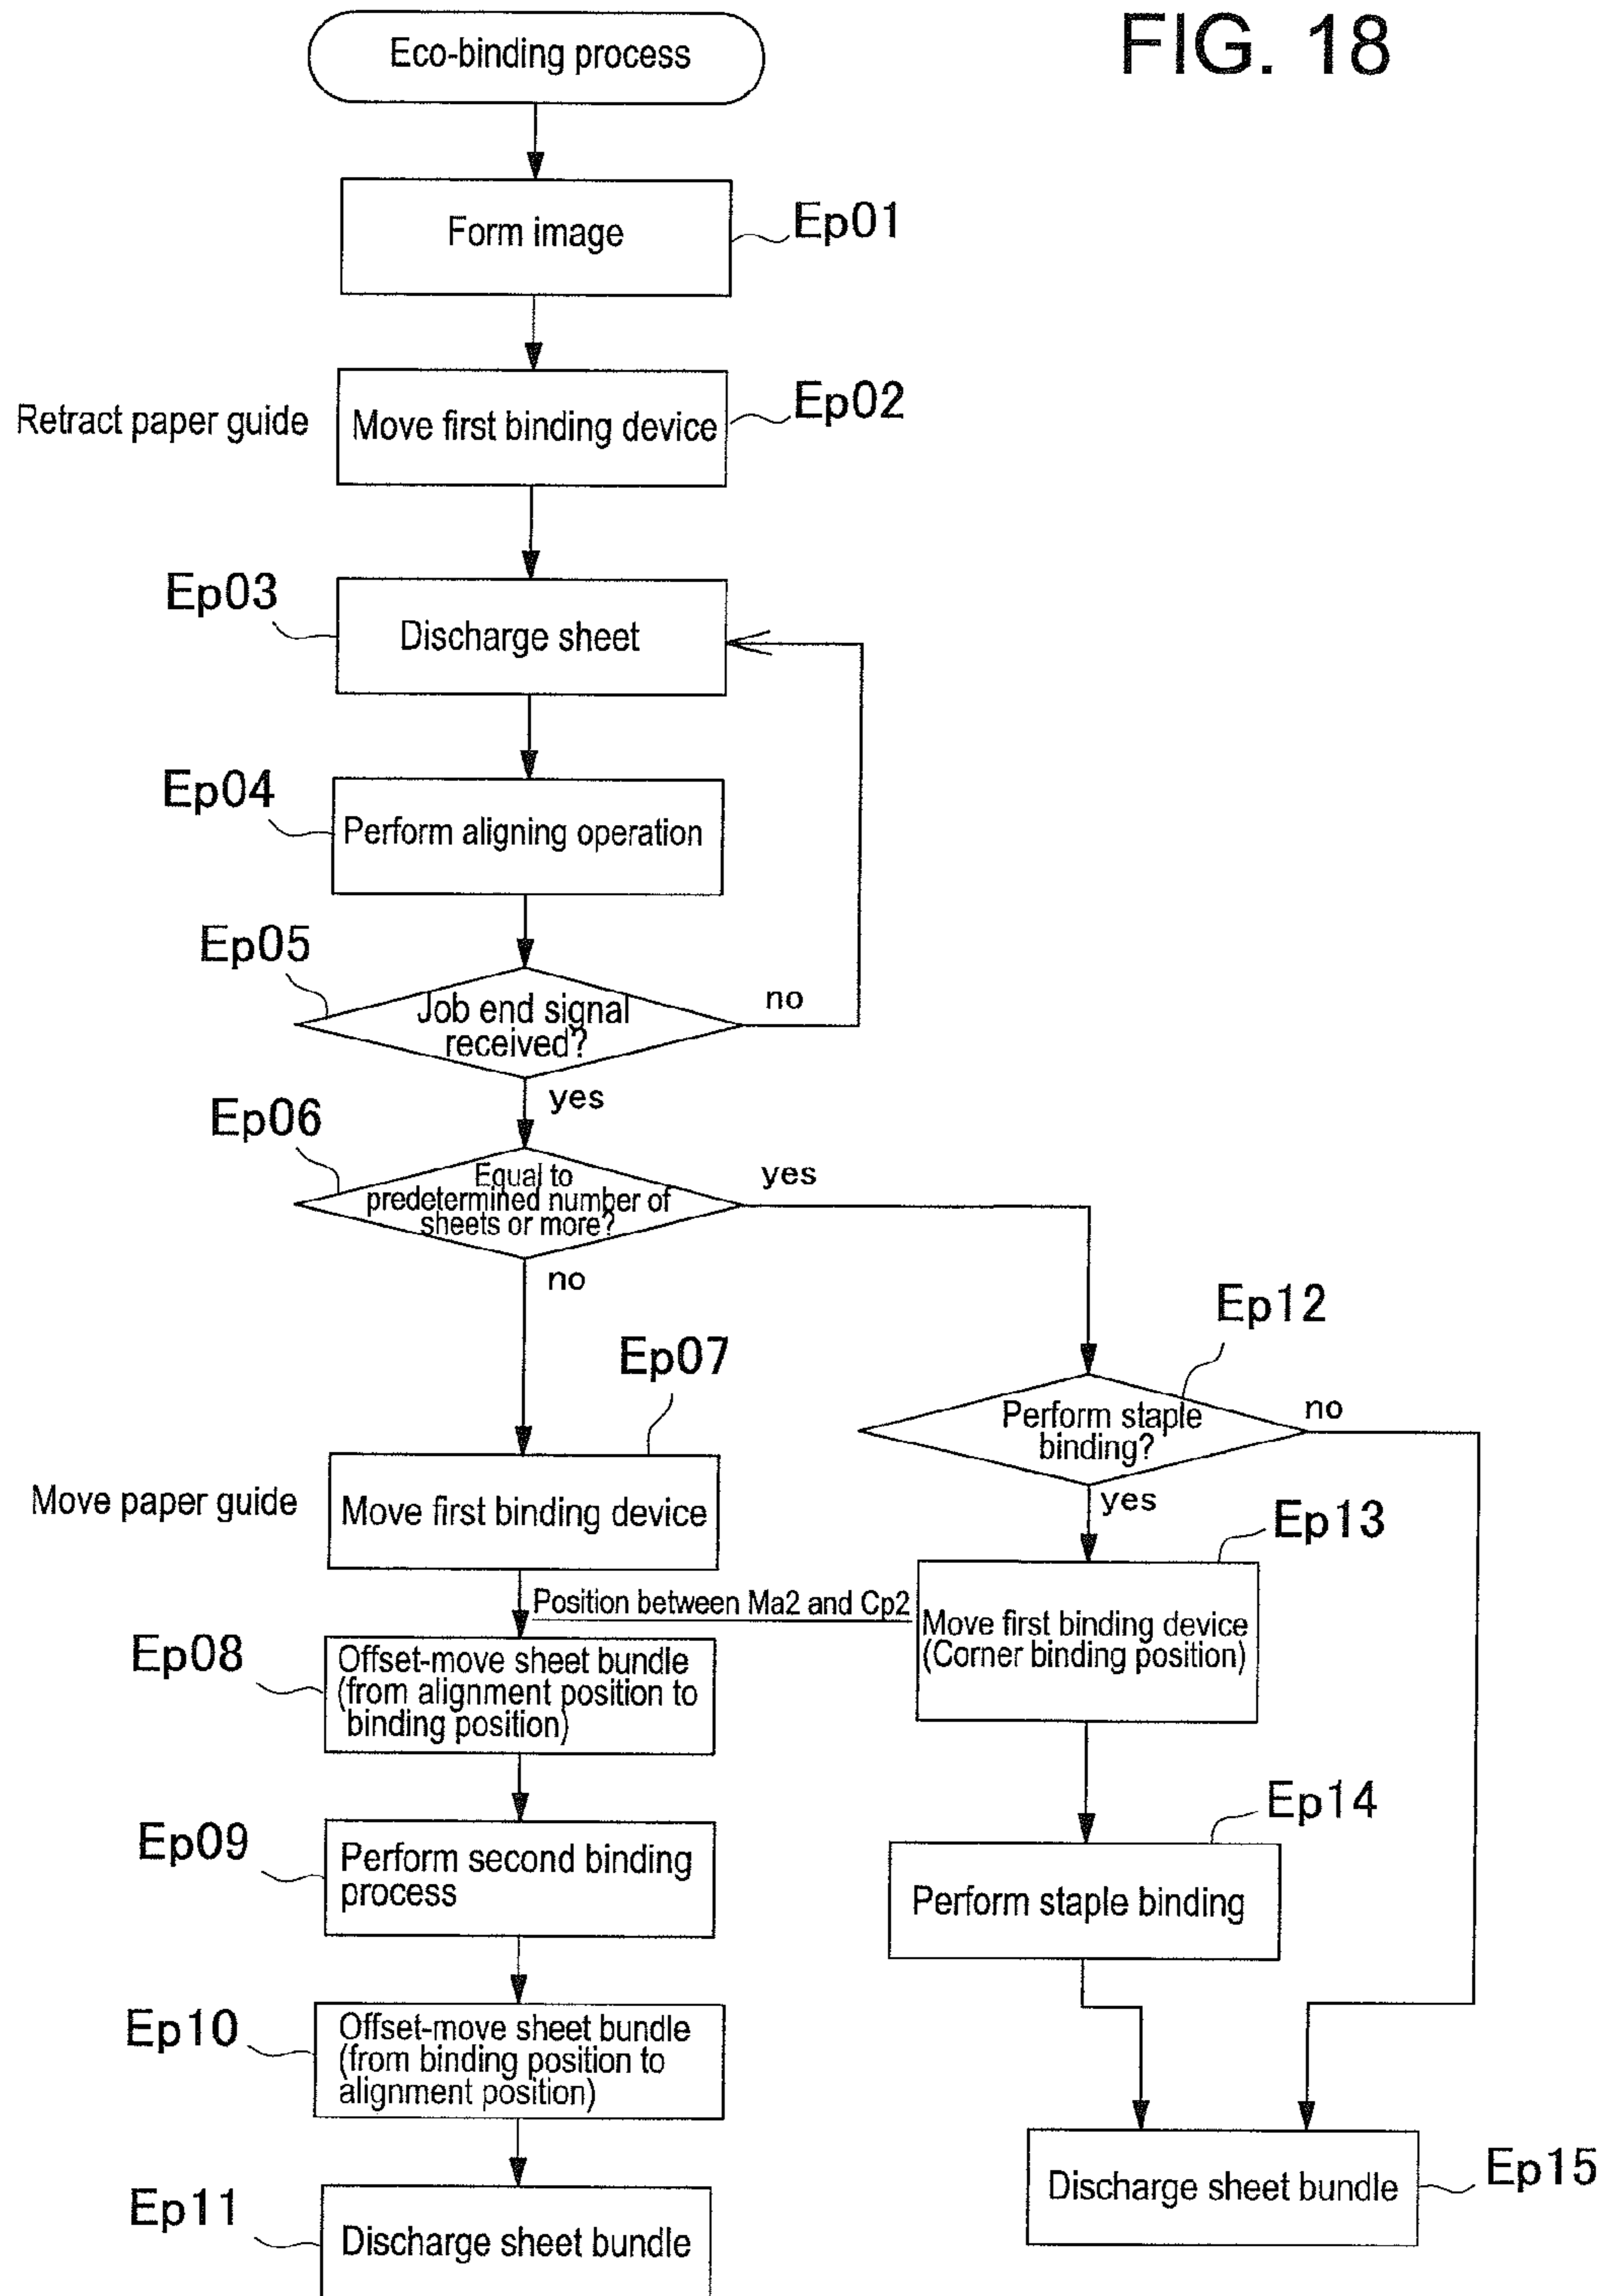 FIG. 18
Eco-binding process
Form image
Ep01
Retract paper guide
Move first binding device
Ep02
Ep03
Discharge sheet
Ep04
Perform aligning operation
Ep05
Job end signal
received?
no
yes
Ep06
Equal to
predetermined number of
sheets or more?
yes
no
Ep07
Move paper guide
Move first binding device
Position between Ma2 and Cp2
Ep08
Offset-move sheet bundle
(from alignment position to
binding position)
Ep09
Perform second binding
process
Ep10
Offset-move sheet bundle
(from binding position to
alignment position)
Ep11
Discharge sheet bundle
Ep12
Perform staple
binding?
no
yes
Ep13
Move first binding device
(Corner binding position)
Ep14
Perform staple binding
Discharge sheet bundle
Ep15